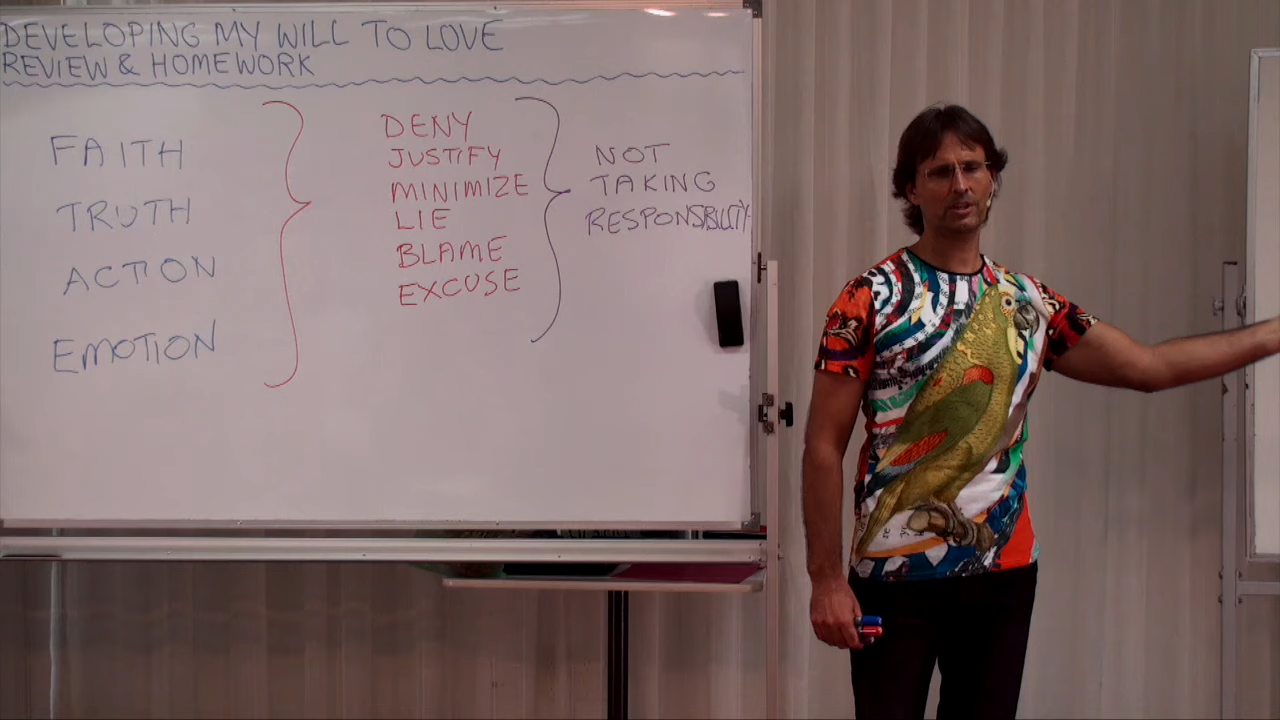 DEVELOPING MY WILL TO LOVE
REVIEW & HOMEWORK
FAITH
TRUTH
ACTION
EMOTION
DENY
JUSTIFY
MINIMIZE
LIE
BLAME
EXCUSE
NOT
TAKING
RESPONSIBILITY